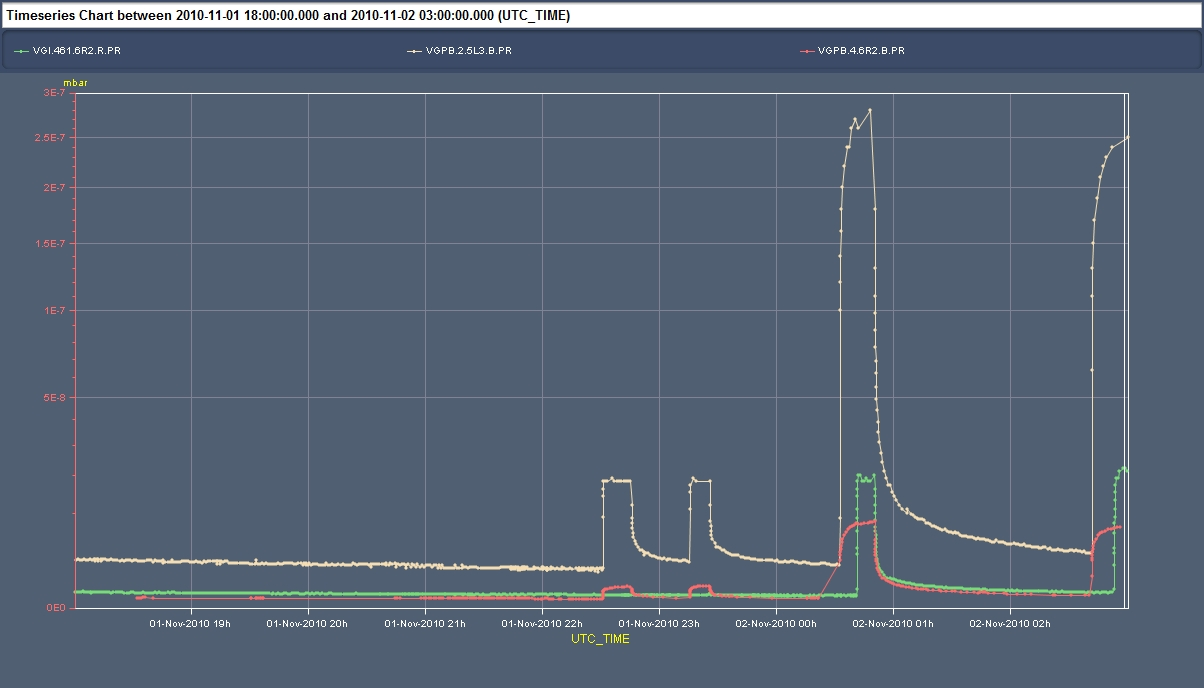 Timeseries Chart between 2010-11-01 18:00:00.000 and 2010-11-02 03:00:00.000 (UTC_TIME)
VGI.461.6R2.R.PR VGPB.2.5L3.B.PR VGPB.4.6R2.B.PR
mbar
3E-7
2.5E-7
2E-7
1.5E-7
1E-7
5E-8
0E0
01-Nov-2010 19h 01-Nov-2010 20h 01-Nov-2010 21h 01-Nov-2010 22h 01-Nov-2010 23h 02-Nov-2010 00h 02-Nov-2010 01h 02-Nov-2010 02h
UTC_TIME